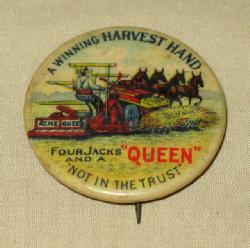 A WINNING HARVEST HAND
ACME QUEEN
FOUR JACKS "QUEEN"
AND A
"NOT IN THE TRUST"